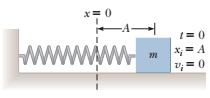 x = 0
A
t = 0
x_i = A
v_i = 0
m